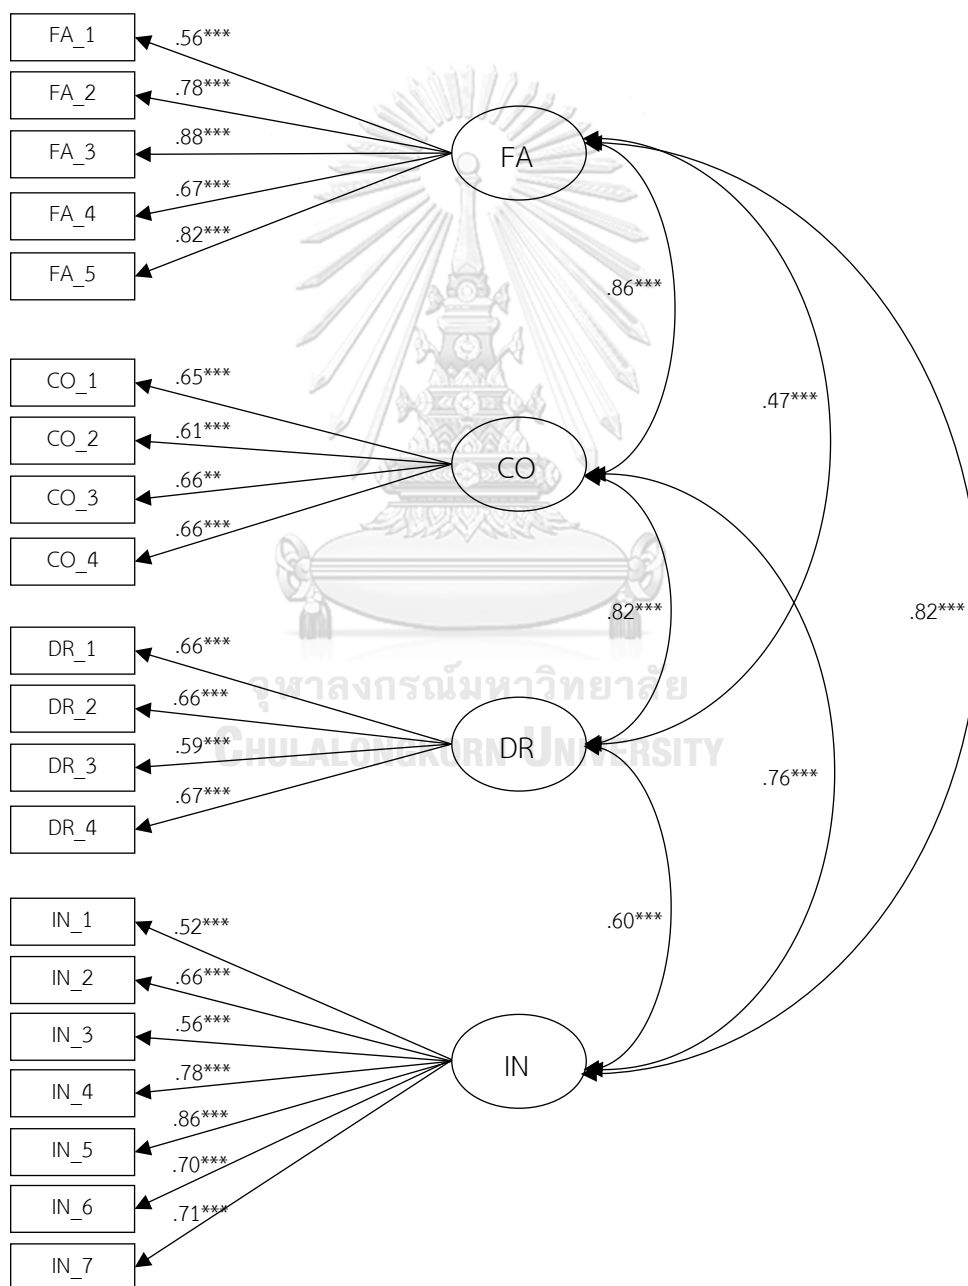 FA_1
.56***
FA_2
.78***
FA_3
.88***
FA_4
.67***
FA_5
.82***
FA
.86***
CO_1
.65***
CO_2
.61***
CO_3
.66**
CO_4
.66***
CO
.47***
.82***
.82***
DR_1
.66***
DR_2
.66***
DR_3
.59***
DR_4
.67***
DR
.76***
จุฬาลงกรณ์มหาวิทยาลัย
CHULALONGKORN UNIVERSITY
IN_1
.52***
IN_2
.66***
IN_3
.56***
IN_4
.78***
IN_5
.86***
IN_6
.70***
IN_7
.71***
IN
.60***